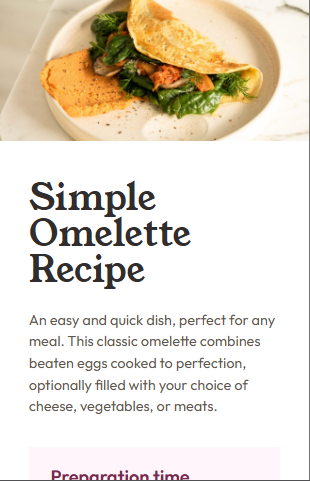 Simple
Omelette
Recipe
An easy and quick dish, perfect for any
meal. This classic omelette combines
beaten eggs cooked to perfection,
optionally filled with your choice of
cheese, vegetables, or meats.
Preparation time